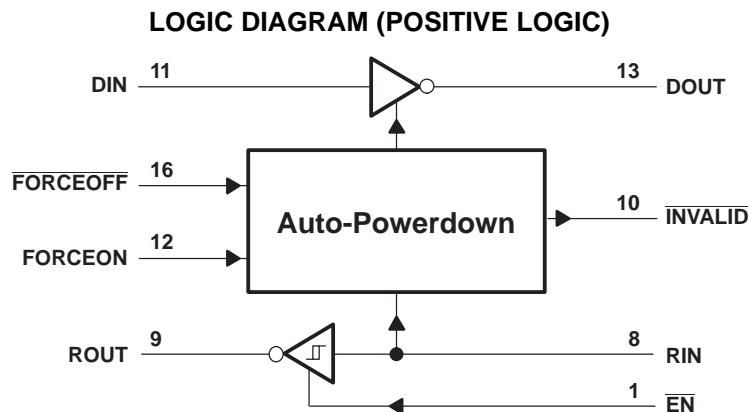 LOGIC DIAGRAM (POSITIVE LOGIC)
DIN 11 13 DOUT
FORCEOFF 16
Auto-Powerdown
10 INVALID
FORCEON 12
ROUT 9 8 RIN
1 EN